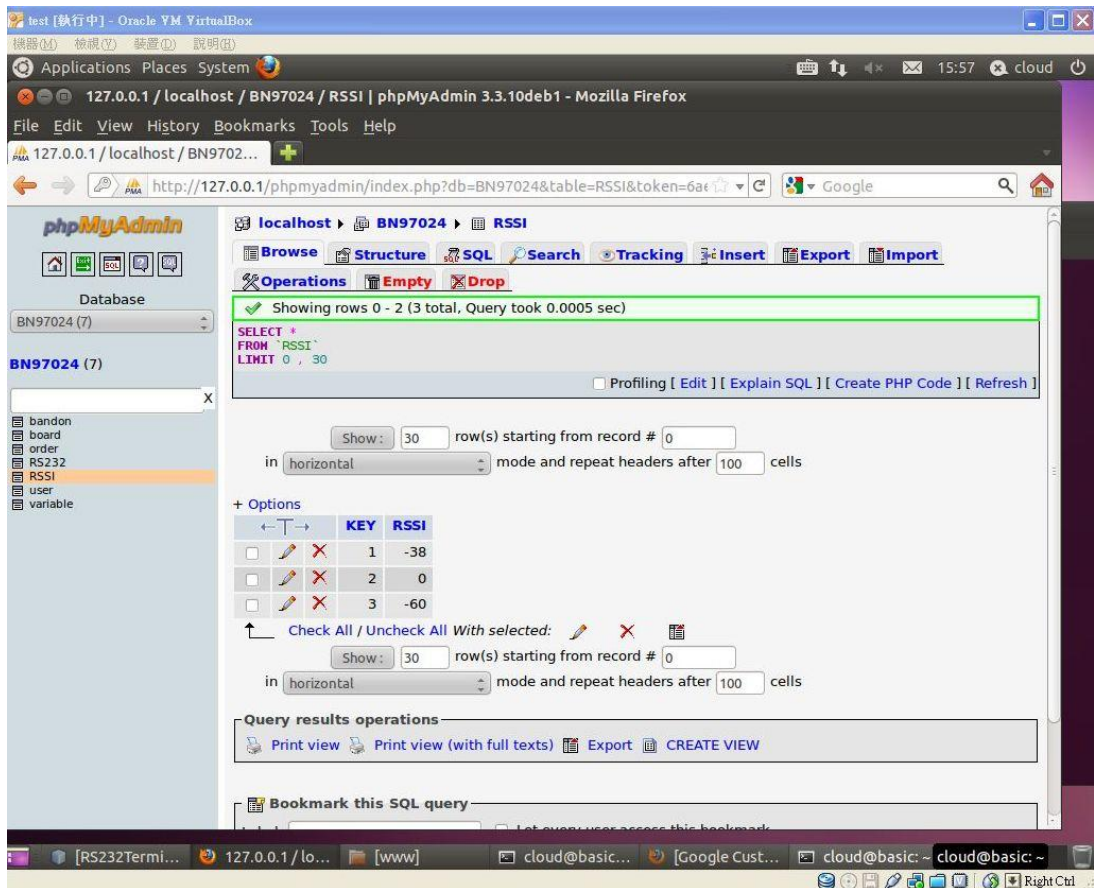 test [執行中] - Oracle VM VirtualBox
機器(M) 檢視(V) 裝置(D) 說明(H)
Applications Places System 15:57 cloud
127.0.0.1 / localhost / BN97024 / RSSI | phpMyAdmin 3.3.10deb1 - Mozilla Firefox
File Edit View History Bookmarks Tools Help
127.0.0.1 / localhost / BN9702...
http://127.0.0.1/phpmyadmin/index.php?db=BN97024&table=RSSI&token=6ae Google
phpMyAdmin
Database
BN97024 (7)
BN97024 (7)
X
bandon
board
order
RS232
RSSI
user
variable
localhost BN97024 RSSI
Browse Structure SQL Search Tracking Insert Export Import
Operations Empty Drop
Showing rows 0 - 2 (3 total, Query took 0.0005 sec)
SELECT *
FROM `RSSI`
LIMIT 0 , 30
Profiling [ Edit ] [ Explain SQL ] [ Create PHP Code ] [ Refresh ]
Show : 30 row(s) starting from record # 0
in horizontal mode and repeat headers after 100 cells
+ Options
←T→ KEY RSSI
1 -38
2 0
3 -60
Check All / Uncheck All With selected:
Show : 30 row(s) starting from record # 0
in horizontal mode and repeat headers after 100 cells
Query results operations
Print view Print view (with full texts) Export CREATE VIEW
Bookmark this SQL query
Let every user access this bookmark
[RS232Termi... 127.0.0.1 / lo... [www] cloud@basic... [Google Cust... cloud@basic: ~ cloud@basic: ~
Right Ctrl